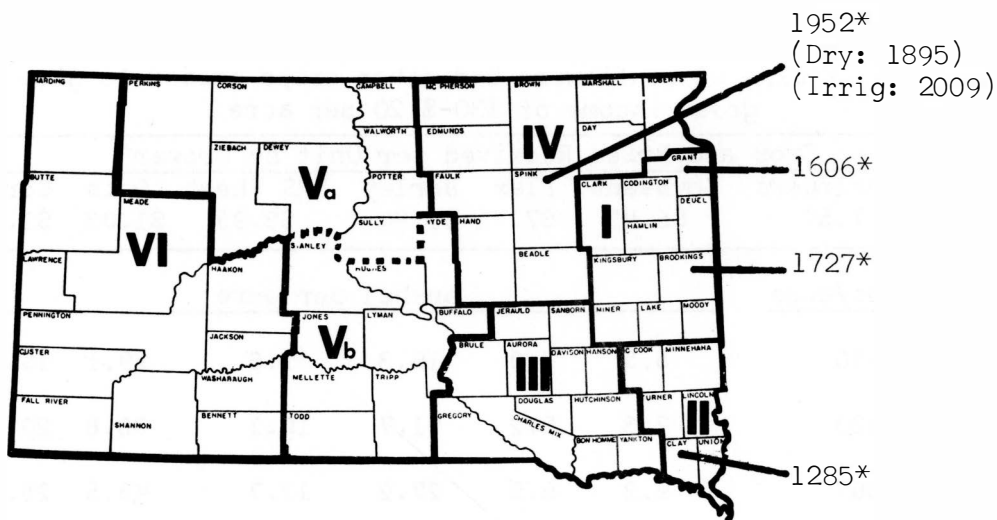 1952*
(Dry: 1895)
(Irrig: 2009)
HARDING
PERKINS
CORSON
CAMPBELL
MC PHERSON
BROWN
MARSHALL
ROBERTS
WALWORTH
EDMUNDS
DAY
IV
GRANT
1606*
ZIEBACH
DEWEY
BUTTE
MEADE
Va
POTTER
FAULK
SPINK
CLARK
CODINGTON
DEUEL
I
HAMLIN
SULLY
HYDE
HAND
VI
STANLEY
LAWRENCE
HAAKON
HUGHES
BEADLE
KINGSBURY
BROOKINGS
1727*
PENNINGTON
JONES
LYMAN
BUFFALO
JERAULD
SANBORN
MINER
LAKE
MOODY
JACKSON
Vb
BRULE
AURORA
DAVISON
HANSON
MC COOK
MINNEHAHA
III
CUSTER
WASHABAUGH
MELLETTE
TRIPP
FALL RIVER
SHANNON
BENNETT
TODD
GREGORY
DOUGLAS
CHARLES MIX
HUTCHINSON
TURNER
LINCOLN
II
BON HOMME
YANKTON
CLAY
UNION
1285*